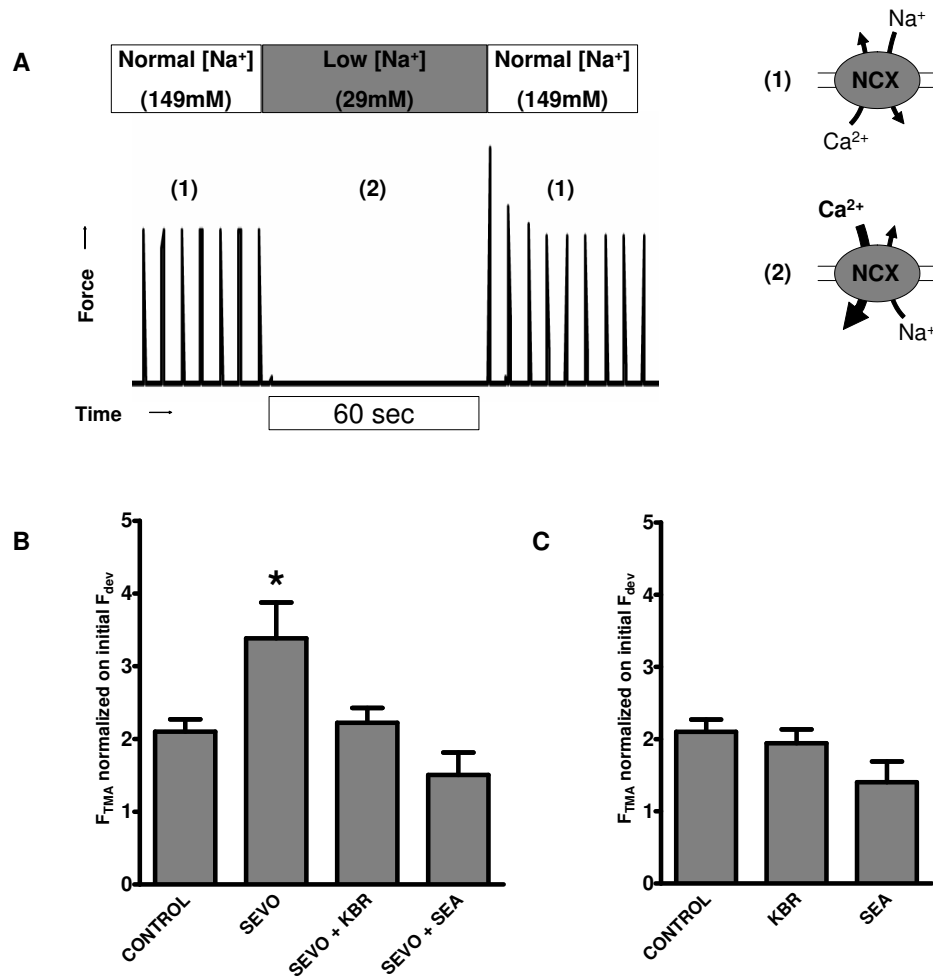 A
Normal [Na⁺]
(149mM)
Low [Na⁺]
(29mM)
Normal [Na⁺]
(149mM)
(1)
(2)
(1)
Force
Time
60 sec
(1)
Na⁺
NCX
Ca²⁺
(2)
Ca²⁺
NCX
Na⁺
B
F_TMA normalized on initial F_dev
5
4
3
2
1
0
*
CONTROL
SEVO
SEVO + KBR
SEVO + SEA
C
F_TMA normalized on initial F_dev
5
4
3
2
1
0
CONTROL
KBR
SEA